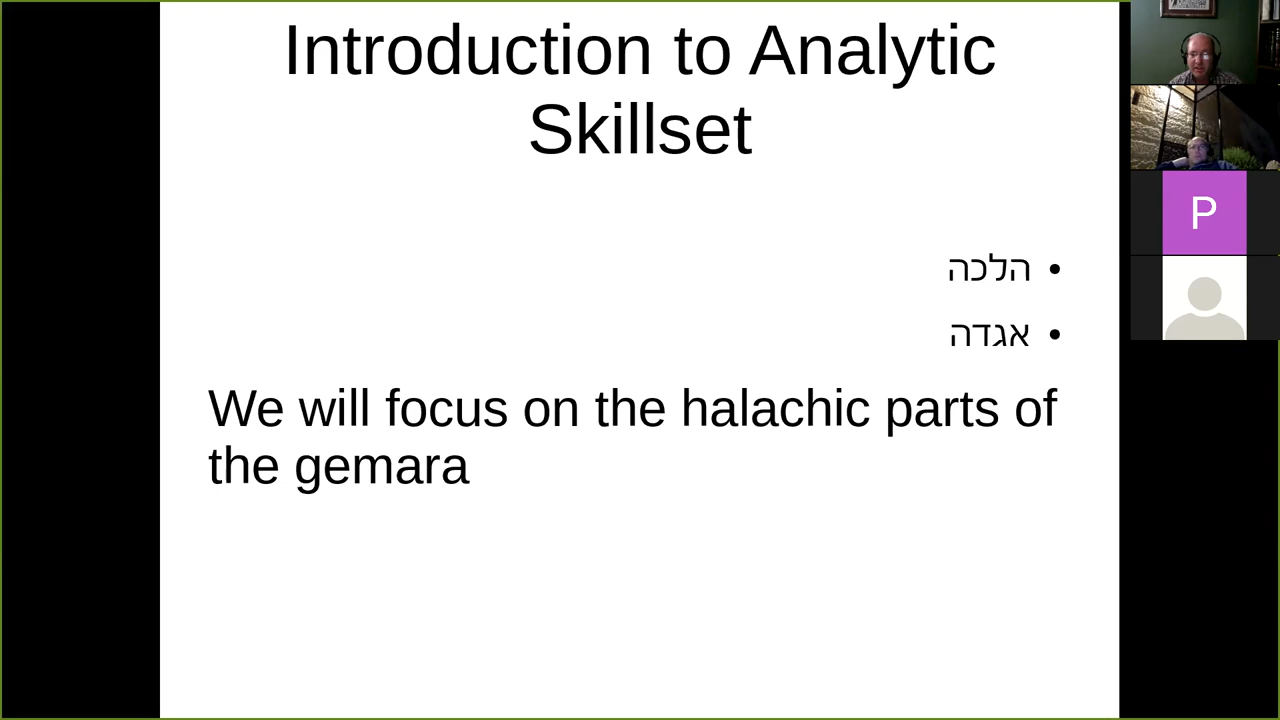 Introduction to Analytic
Skillset
• הלכה
• אגדה
We will focus on the halachic parts of
the gemara
P